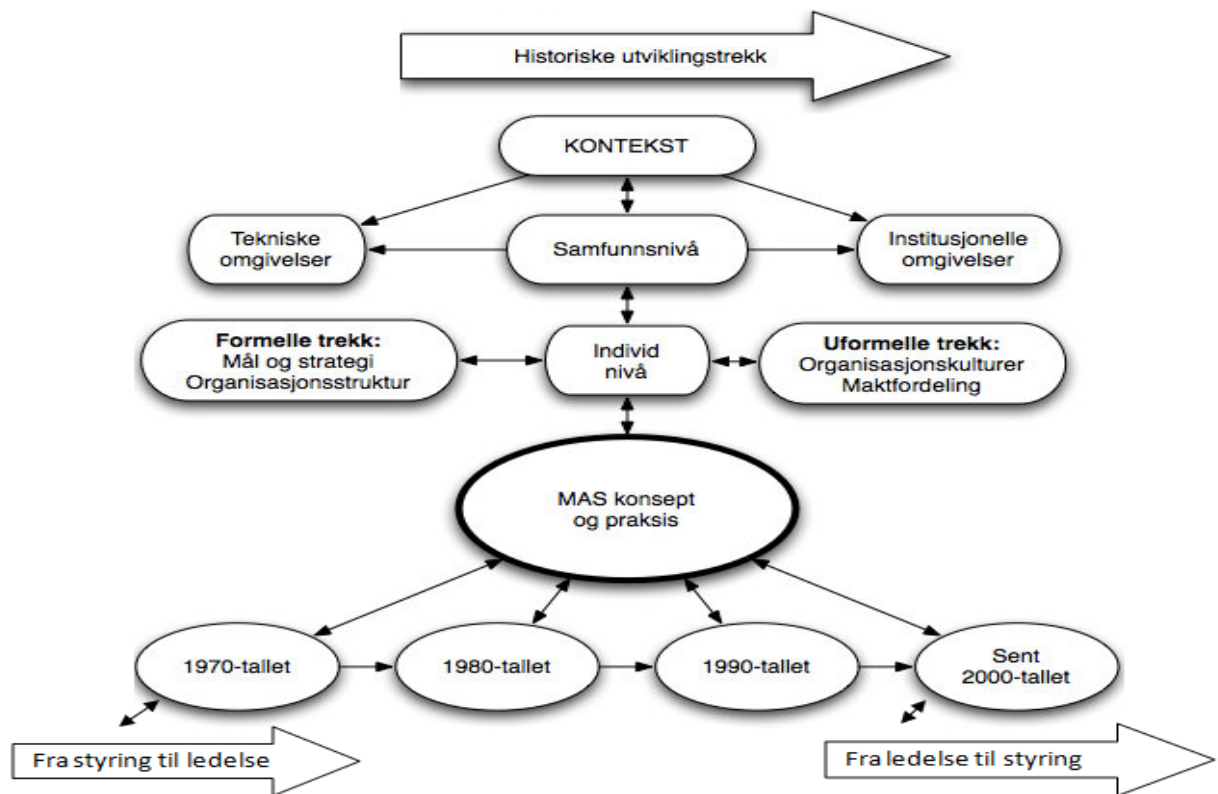 Historiske utviklingstrekk
KONTEKST
Tekniske
omgivelser
Samfunnsnivå
Institusjonelle
omgivelser
Formelle trekk:
Mål og strategi
Organisasjonsstruktur
Individ
nivå
Uformelle trekk:
Organisasjonskulturer
Maktfordeling
MAS konsept
og praksis
1970-tallet
1980-tallet
1990-tallet
Sent
2000-tallet
Fra styring til ledelse
Fra ledelse til styring